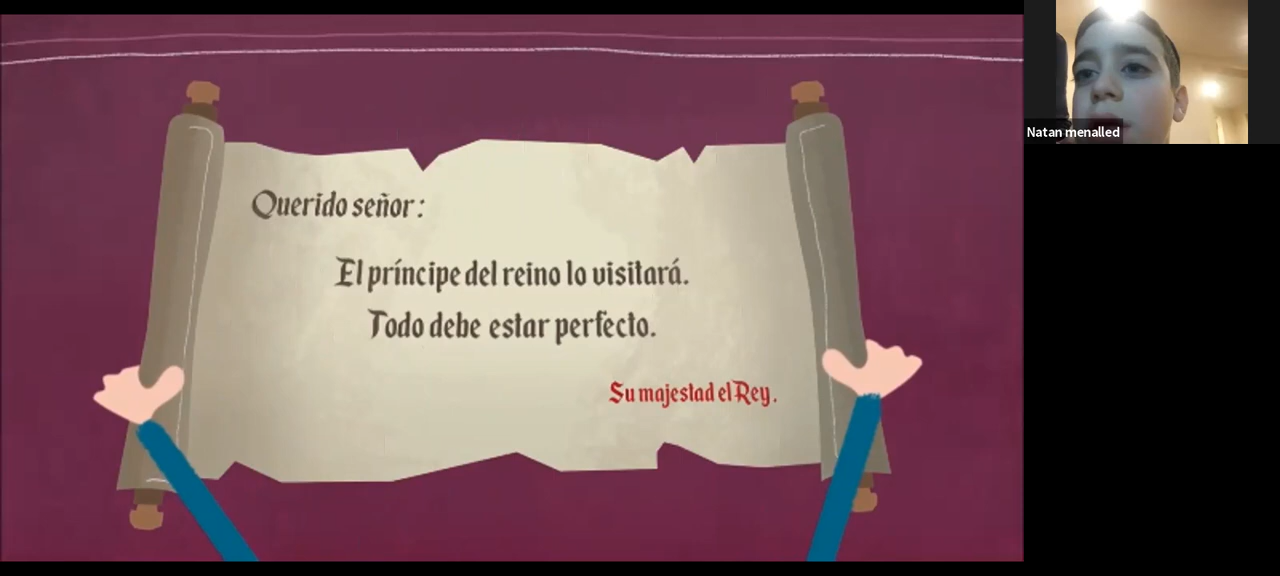 Querido señor:
El príncipe del reino lo visitará.
Todo debe estar perfecto.
Su majestad el Rey.
Natan menalled